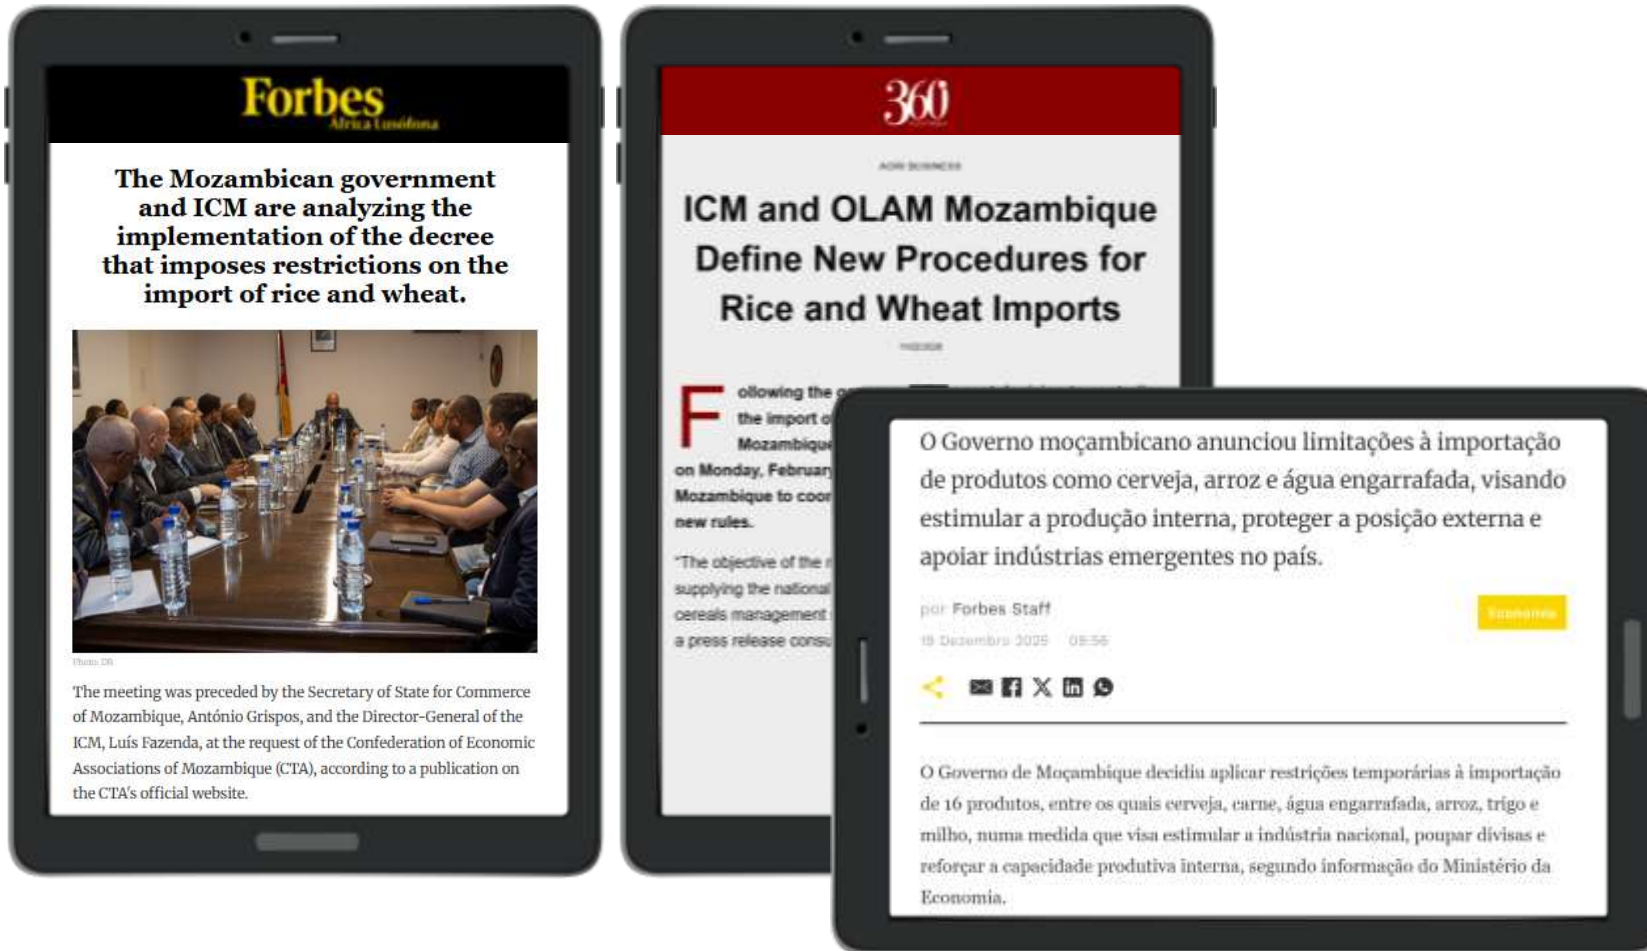 Forbes
África Lusófona
The Mozambican government
and ICM are analyzing the
implementation of the decree
that imposes restrictions on the
import of rice and wheat.
Photo: DR
The meeting was preceded by the Secretary of State for Commerce
of Mozambique, António Grispos, and the Director-General of the
ICM, Luís Fazenda, at the request of the Confederation of Economic
Associations of Mozambique (CTA), according to a publication on
the CTA's official website.
360
AGRI BUSINESS
ICM and OLAM Mozambique
Define New Procedures for
Rice and Wheat Imports
Following the
the import
Mozambique
on Monday, February
Mozambique to
new rules.
"The objective of the
supplying the national
cereals management
a press release
O Governo moçambicano anunciou limitações à importação
de produtos como cerveja, arroz e água engarrafada, visando
estimular a produção interna, proteger a posição externa e
apoiar indústrias emergentes no país.
por Forbes Staff
Economia
19 Dezembro 2025 09:56
O Governo de Moçambique decidiu aplicar restrições temporárias à importação
de 16 produtos, entre os quais cerveja, carne, água engarrafada, arroz, trigo e
milho, numa medida que visa estimular a indústria nacional, poupar divisas e
reforçar a capacidade produtiva interna, segundo informação do Ministério da
Economia.